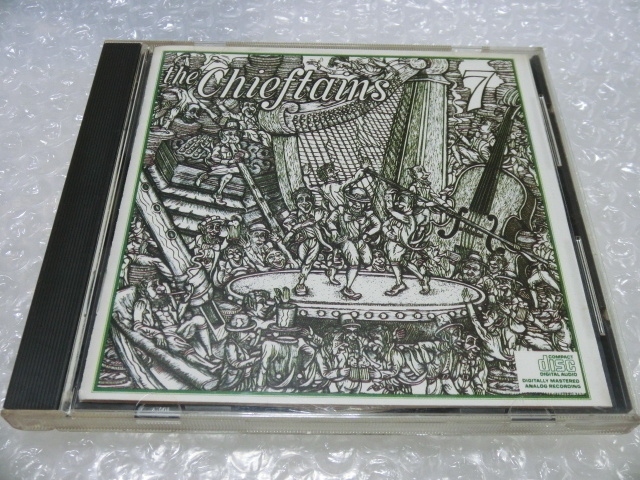 the Chieftains
7
COMPACT
disc
DIGITAL AUDIO
DIGITALLY MASTERED
ANALOG RECORDING